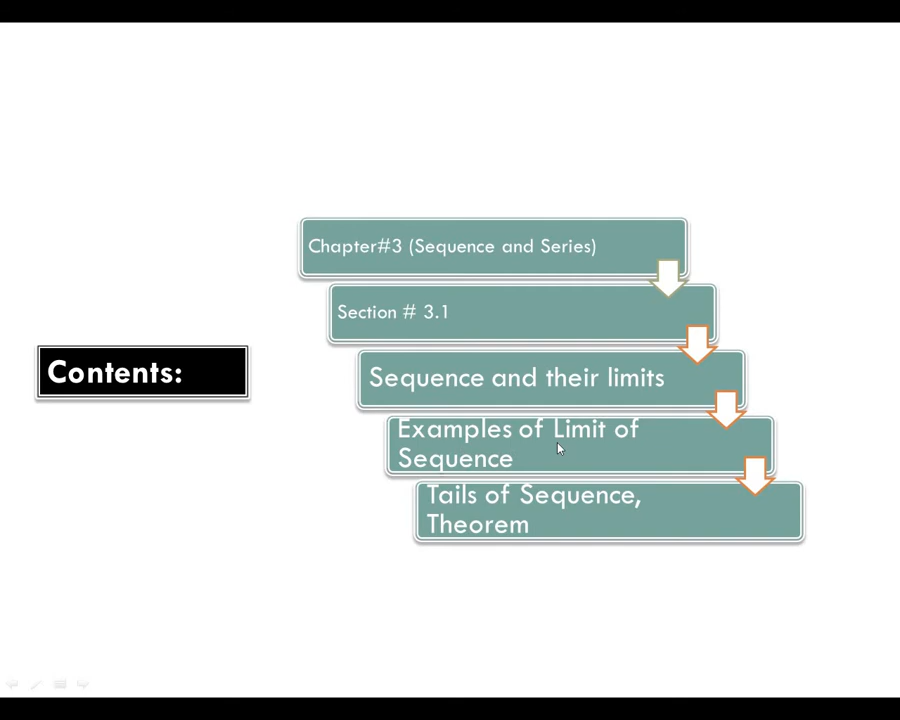 Chapter#3 (Sequence and Series)
Section # 3.1
Contents:
Sequence and their limits
Examples of Limit of
Sequence
Tails of Sequence,
Theorem